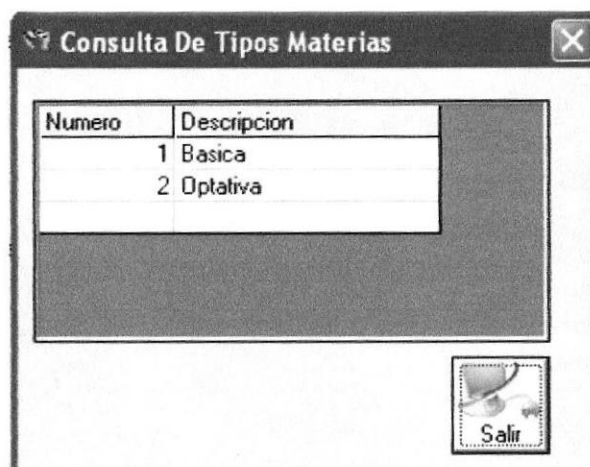 Consulta De Tipos Materias
Numero Descripcion
1 Basica
2 Optativa
Salir